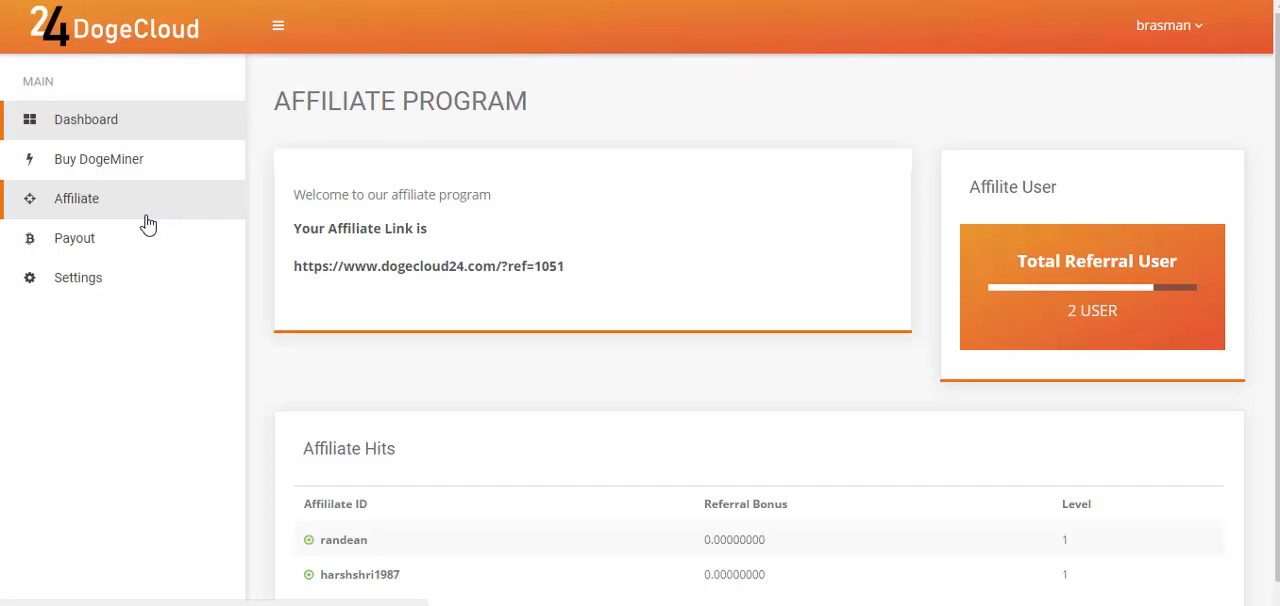 24 DogeCloud
brasman
MAIN
Dashboard
Buy DogeMiner
Affiliate
Payout
Settings
AFFILIATE PROGRAM
Welcome to our affiliate program
Your Affiliate Link is
https://www.dogecloud24.com/?ref=1051
Affilite User
Total Referral User
2 USER
Affiliate Hits
Affililate ID Referral Bonus Level
randean 0.00000000 1
harshshri1987 0.00000000 1